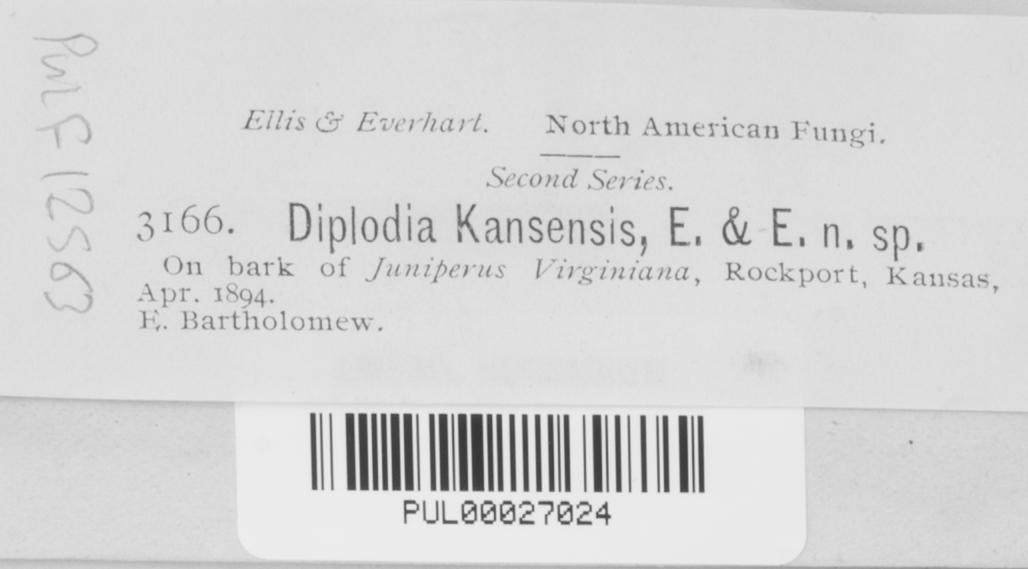 PUL F 12563
Ellis & Everhart. North American Fungi.
Second Series.
3166. Diplodia Kansensis, E. & E. n. sp.
On bark of Juniperus Virginiana, Rockport, Kansas,
Apr. 1894.
E. Bartholomew.
PUL00027024